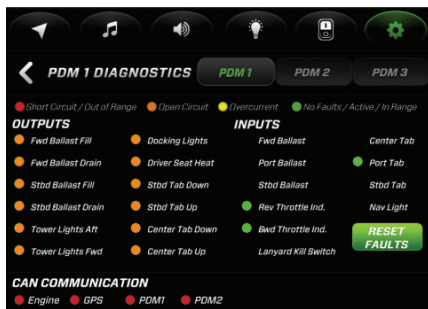 PDM 1 DIAGNOSTICS PDM 1 PDM 2 PDM 3
Short Circuit / Out of Range Open Circuit Overcurrent No Faults / Active / In Range
OUTPUTS INPUTS
Fwd Ballast Fill Docking Lights Fwd Ballast Center Tab
Fwd Ballast Drain Driver Seat Heat Port Ballast Port Tab
Stbd Ballast Fill Stbd Tab Down Stbd Ballast Stbd Tab
Stbd Ballast Drain Stbd Tab Up Rev Throttle Ind. Nav Light
Tower Lights Aft Center Tab Down Fwd Throttle Ind. RESET
Tower Lights Fwd Center Tab Up Lanyard Kill Switch FAULTS
CAN COMMUNICATION
Engine GPS PDM1 PDM2